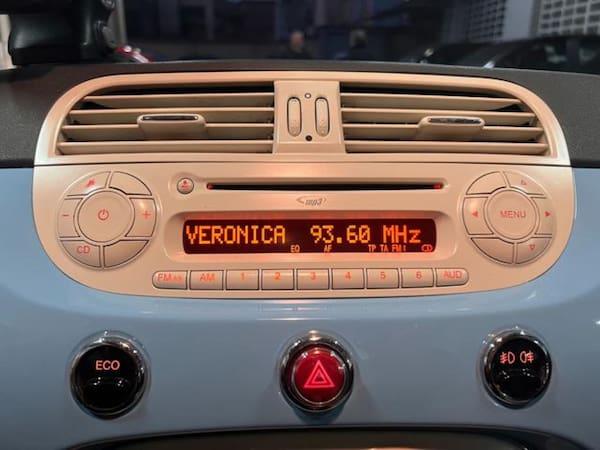 mp3
VERONICA 93.60 MHz
EQ AF TP TA FM1 CD
MENU
CD
FM AS AM 1 2 3 4 5 6 AUD
ECO